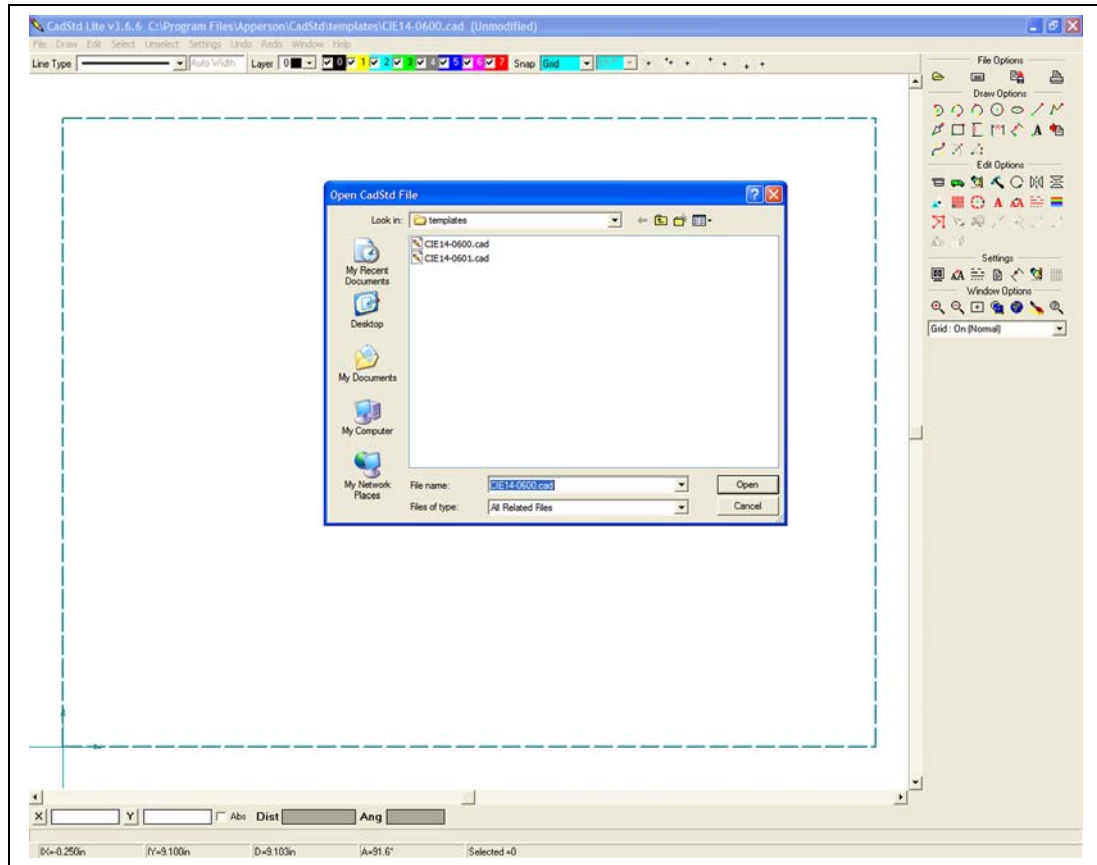 CadStd Lite v3.6.6 C:\Program Files\Apperson\CadStd\templates\CIE14-0600.cad (Unmodified)
File Draw Edit Select Unselect Settings Undo Redo Window Help
Line Type Auto Width Layer 0 0 1 2 3 4 5 6 7 Snap Grid
File Options
Draw Options
Edit Options
Settings
Window Options
Grid : On (Normal)
Open CadStd File
Look in: templates
CIE14-0600.cad
CIE14-0601.cad
My Recent Documents
Desktop
My Documents
My Computer
My Network Places
File name: CIE14-0600.cad Open
Files of type: All Related Files Cancel
X Y Abs Dist Ang
IX=-0.250in IY=9.100in D=9.103in A=91.6° Selected =0